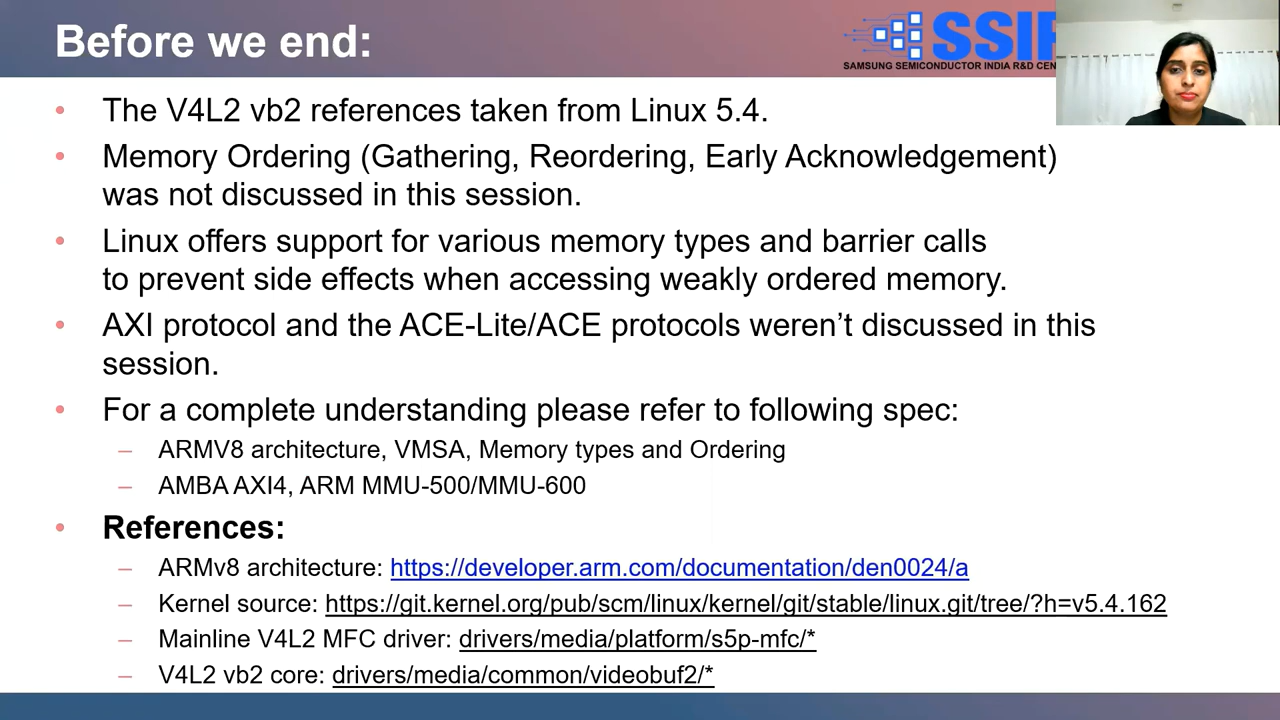 Before we end:
SSIR
SAMSUNG SEMICONDUCTOR INDIA R&D CEN
• The V4L2 vb2 references taken from Linux 5.4.
• Memory Ordering (Gathering, Reordering, Early Acknowledgement)
was not discussed in this session.
• Linux offers support for various memory types and barrier calls
to prevent side effects when accessing weakly ordered memory.
• AXI protocol and the ACE-Lite/ACE protocols weren’t discussed in this
session.
• For a complete understanding please refer to following spec:
– ARMV8 architecture, VMSA, Memory types and Ordering
– AMBA AXI4, ARM MMU-500/MMU-600
• References:
– ARMv8 architecture: https://developer.arm.com/documentation/den0024/a
– Kernel source: https://git.kernel.org/pub/scm/linux/kernel/git/stable/linux.git/tree/?h=v5.4.162
– Mainline V4L2 MFC driver: drivers/media/platform/s5p-mfc/*
– V4L2 vb2 core: drivers/media/common/videobuf2/*